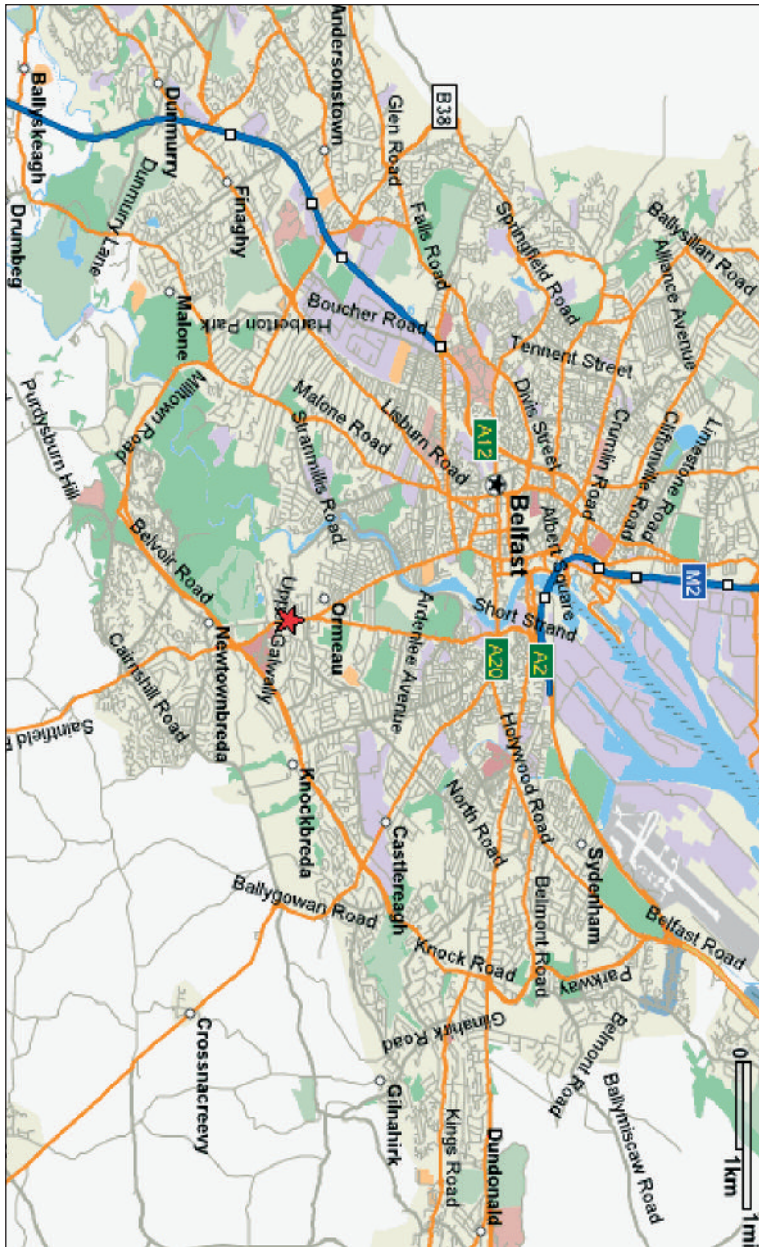 B38
Andersonstown
Glen Road
Ballyskeagh
Dunmurry
Springfield Road
Ballysillan Road
Alliance Avenue
Dunmurry Lane
Finaghy
Falls Road
Drumbeg
Malone
Harberton Park
Boucher Road
Tennent Street
Divis Street
Crumlin Road
Cliftonville Road
Limestone Road
Milltown Road
Malone Road
Lisburn Road
A12
Purdysburn Hill
Stranmillis Road
Belfast
Albert Square
M2
Belvoir Road
Ormeau
Ardenlee Avenue
Short Strand
Galwally
Newtownbreda
A20
A2
Cairnshill Road
Saintfield
Knockbreda
Holywood Road
North Road
Castlereagh
Sydenham
Belmont Road
Belfast Road
Ballygowan Road
Knock Road
Parkway
Crossnacreevy
Gilnahirk Road
Belmont Road
Gilnahirk
Kings Road
Dundonald
Ballymiscaw Road
0
1km
1mi